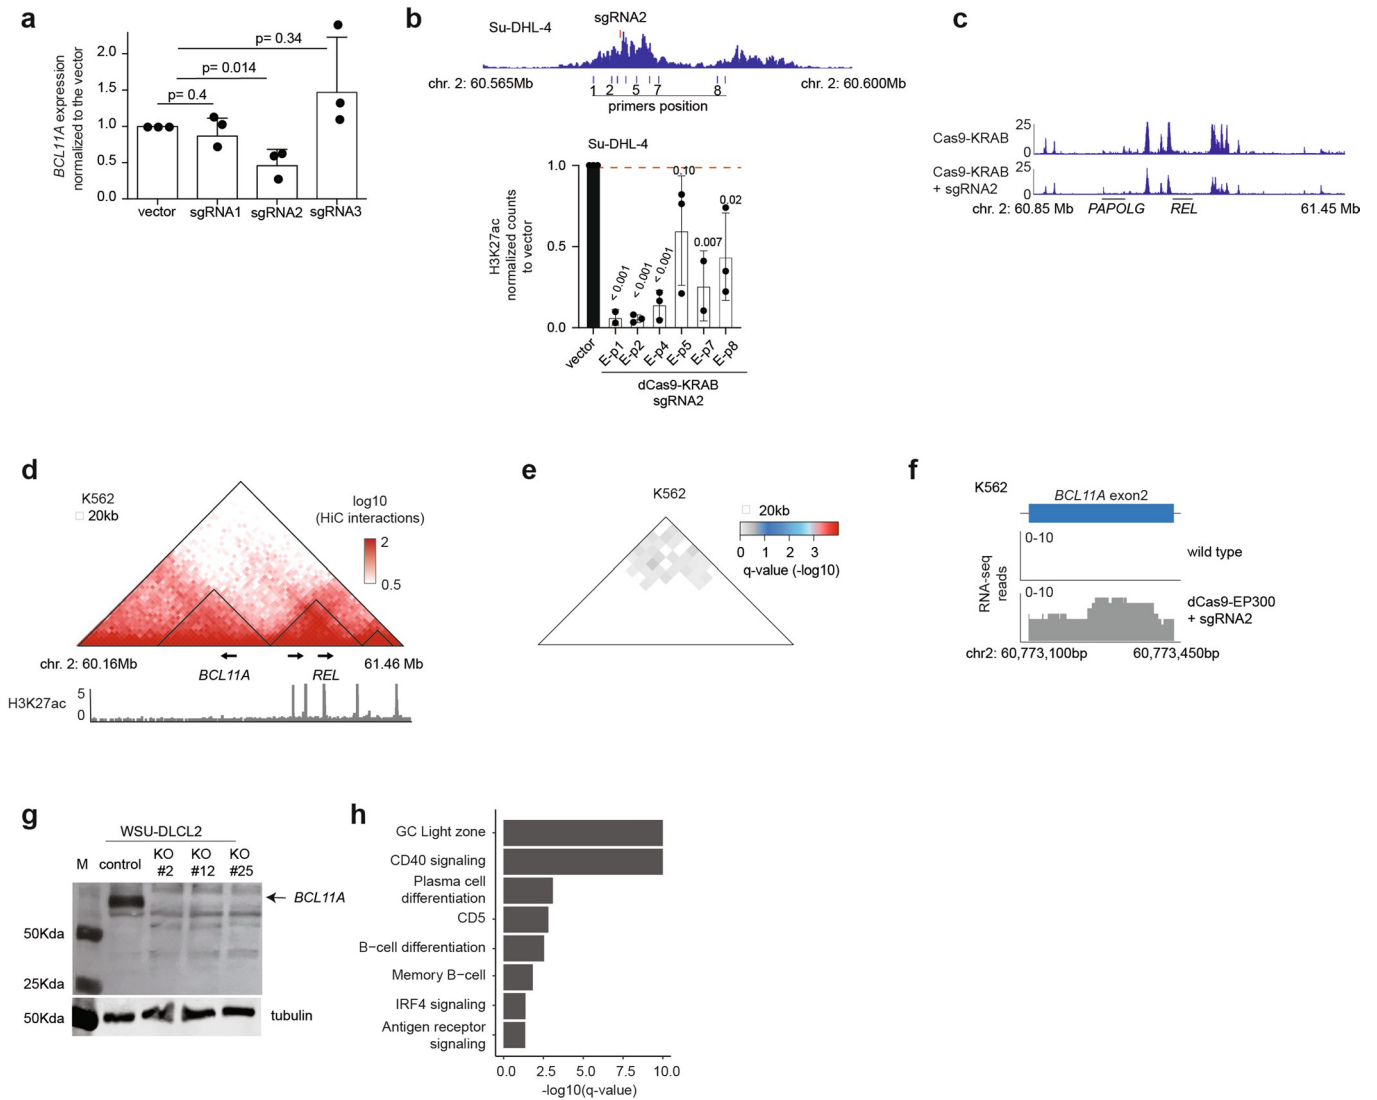 a
BCL11A expression
normalized to the vector
2.0
1.5
1.0
0.5
0.0
p= 0.34
p= 0.014
p= 0.4
vector
sgRNA1
sgRNA2
sgRNA3
b
Su-DHL-4
sgRNA2
chr. 2: 60.565Mb
chr. 2: 60.600Mb
1 2 5 7 8
primers position
Su-DHL-4
H3K27ac
normalized counts
to vector
1.0
0.5
0.0
< 0.001
< 0.001
< 0.001
0.10
0.007
0.02
vector
E-p1
E-p2
E-p4
E-p5
E-p7
E-p8
dCas9-KRAB
sgRNA2
c
Cas9-KRAB
25
0
Cas9-KRAB
+ sgRNA2
25
0
chr. 2: 60.85 Mb
PAPOLG
REL
61.45 Mb
d
K562
20kb
log10
(HiC interactions)
2
0.5
chr. 2: 60.16Mb
61.46 Mb
BCL11A
REL
H3K27ac
5
0
e
K562
20kb
0 1 2 3
q-value (-log10)
f
K562
BCL11A exon2
RNA-seq
reads
0-10
wild type
0-10
dCas9-EP300
+ sgRNA2
chr2: 60,773,100bp
60,773,450bp
g
WSU-DLCL2
M
control
KO
#2
KO
#12
KO
#25
BCL11A
50Kda
25Kda
50Kda
tubulin
h
GC Light zone
CD40 signaling
Plasma cell
differentiation
CD5
B−cell differentiation
Memory B−cell
IRF4 signaling
Antigen receptor
signaling
0.0
2.5
5.0
7.5
10.0
-log10(q-value)